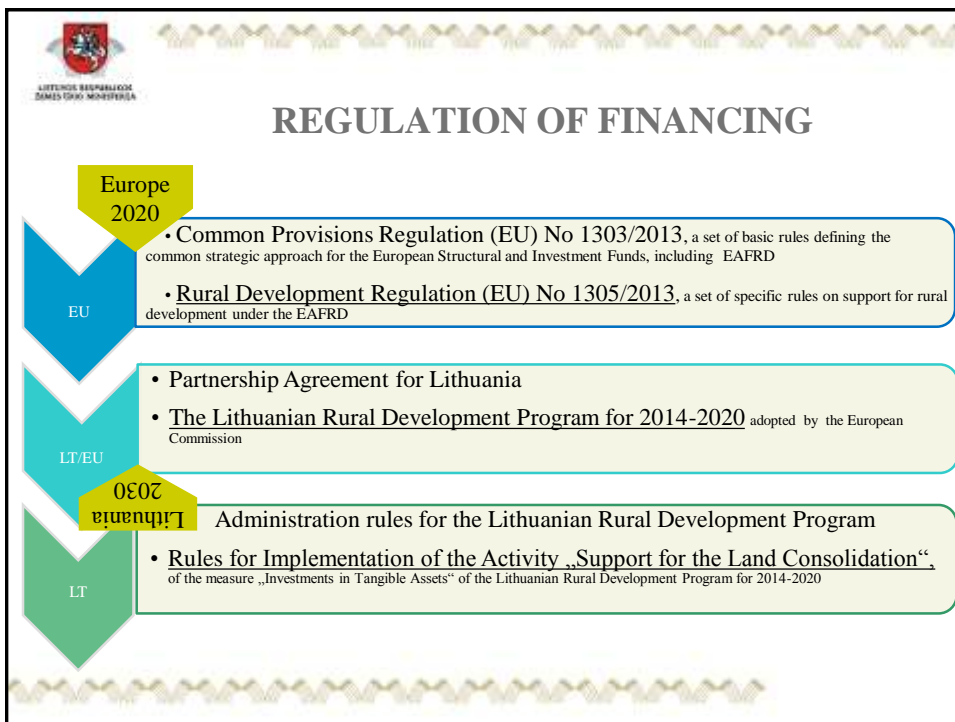 LIETUVOS RESPUBLIKOS
ŽEMĖS ŪKIO MINISTERIJA
REGULATION OF FINANCING
Europe
2020
EU
• Common Provisions Regulation (EU) No 1303/2013, a set of basic rules defining the
common strategic approach for the European Structural and Investment Funds, including EAFRD
• Rural Development Regulation (EU) No 1305/2013, a set of specific rules on support for rural
development under the EAFRD
LT/EU
• Partnership Agreement for Lithuania
• The Lithuanian Rural Development Program for 2014-2020 adopted by the European
Commission
Lithuania
2030
LT
Administration rules for the Lithuanian Rural Development Program
• Rules for Implementation of the Activity „Support for the Land Consolidation“,
of the measure „Investments in Tangible Assets“ of the Lithuanian Rural Development Program for 2014-2020